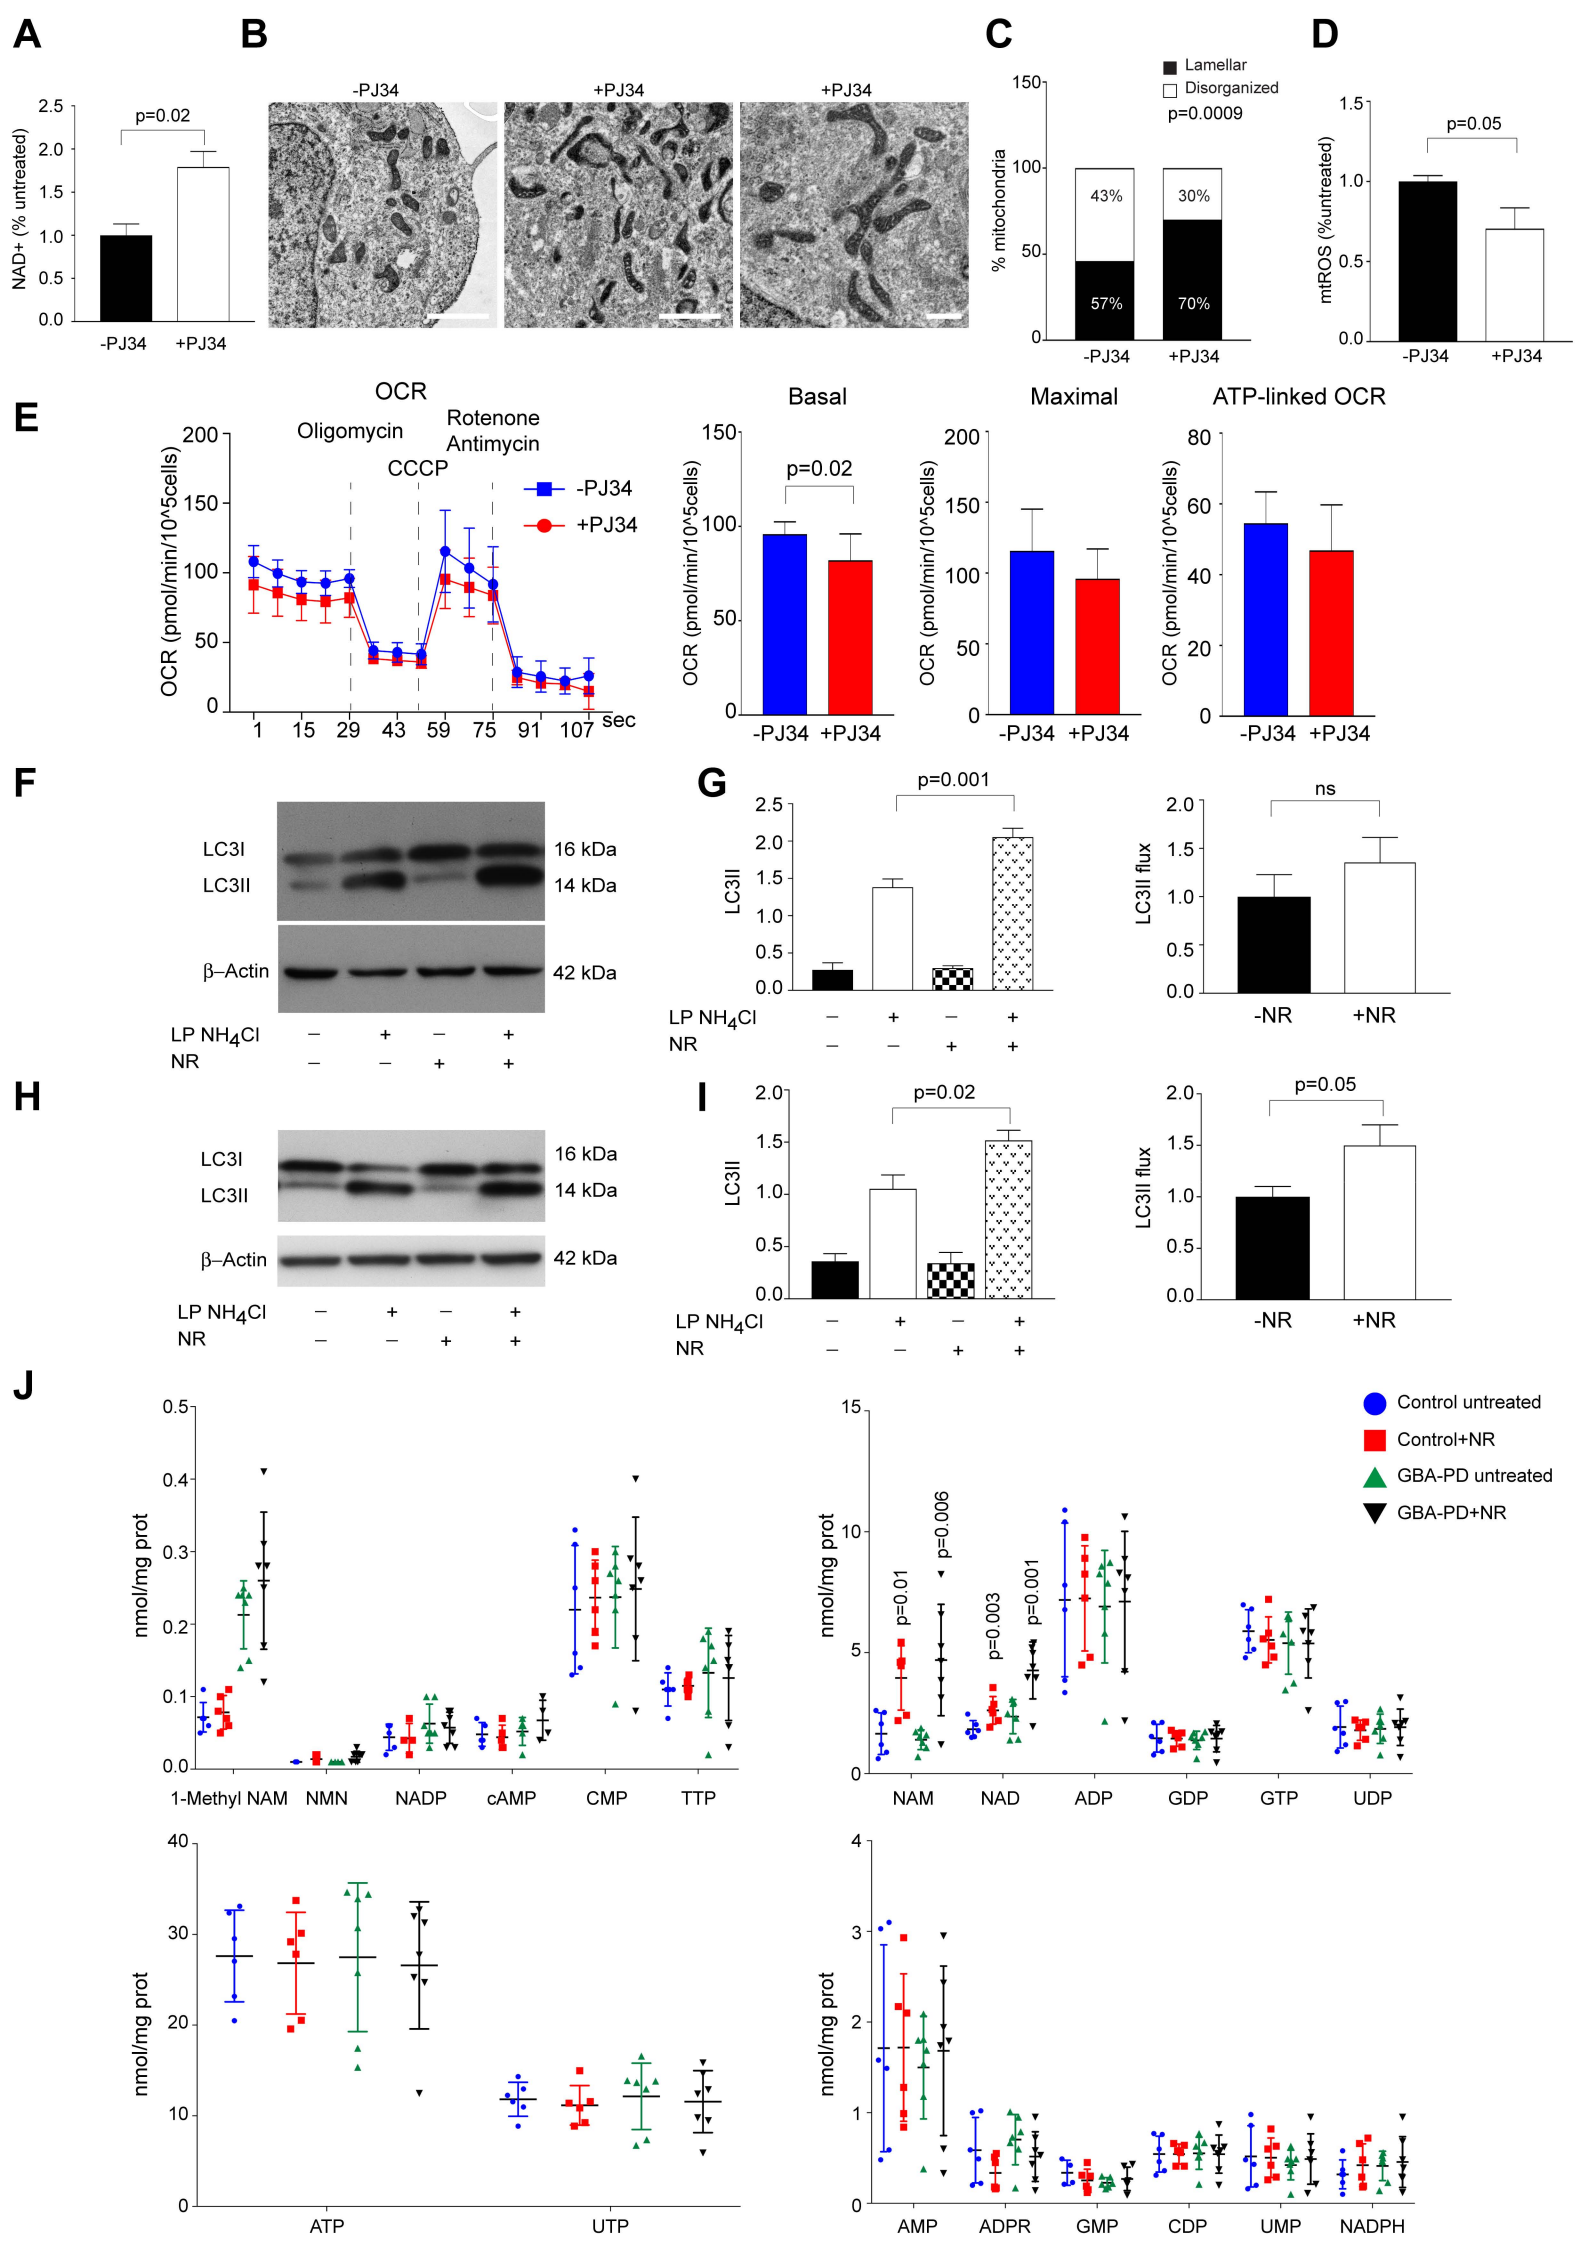 A
B
C
D
NAD+ (% untreated)
2.5
2.0
1.5
1.0
0.5
0.0
p=0.02
-PJ34
+PJ34
-PJ34
+PJ34
+PJ34
% mitochondria
150
100
50
0
Lamellar
Disorganized
p=0.0009
43%
30%
57%
70%
-PJ34
+PJ34
mtROS (%untreated)
1.5
1.0
0.5
0.0
p=0.05
-PJ34
+PJ34
E
OCR
Oligomycin
CCCP
Rotenone
Antimycin
-PJ34
+PJ34
OCR (pmol/min/10^5cells)
200
150
100
50
0
1 15 29 43 59 75 91 107 sec
Basal
OCR (pmol/min/10^5cells)
150
100
50
0
p=0.02
-PJ34 +PJ34
Maximal
OCR (pmol/min/10^5cells)
200
150
100
50
0
-PJ34 +PJ34
ATP-linked OCR
OCR (pmol/min/10^5cells)
80
60
40
20
0
-PJ34 +PJ34
F
LC3I
16 kDa
LC3II
14 kDa
β–Actin
42 kDa
LP NH4Cl – + – +
NR – – + +
G
LC3II
2.5
2.0
1.5
1.0
0.5
0.0
p=0.001
LP NH4Cl – + – +
NR – – + +
LC3II flux
2.0
1.5
1.0
0.5
0.0
ns
-NR
+NR
H
LC3I
16 kDa
LC3II
14 kDa
β–Actin
42 kDa
LP NH4Cl – + – +
NR – – + +
I
LC3II
2.0
1.5
1.0
0.5
0.0
p=0.02
LP NH4Cl – + – +
NR – – + +
LC3II flux
2.0
1.5
1.0
0.5
0.0
p=0.05
-NR
+NR
J
nmol/mg prot
0.5
0.4
0.3
0.2
0.1
0.0
1-Methyl NAM NMN NADP cAMP CMP TTP
nmol/mg prot
15
10
5
0
p=0.01
p=0.006
p=0.003
p=0.001
NAM NAD ADP GDP GTP UDP
Control untreated
Control+NR
GBA-PD untreated
GBA-PD+NR
nmol/mg prot
40
30
20
10
0
ATP UTP
nmol/mg prot
4
3
2
1
0
AMP ADPR GMP CDP UMP NADPH